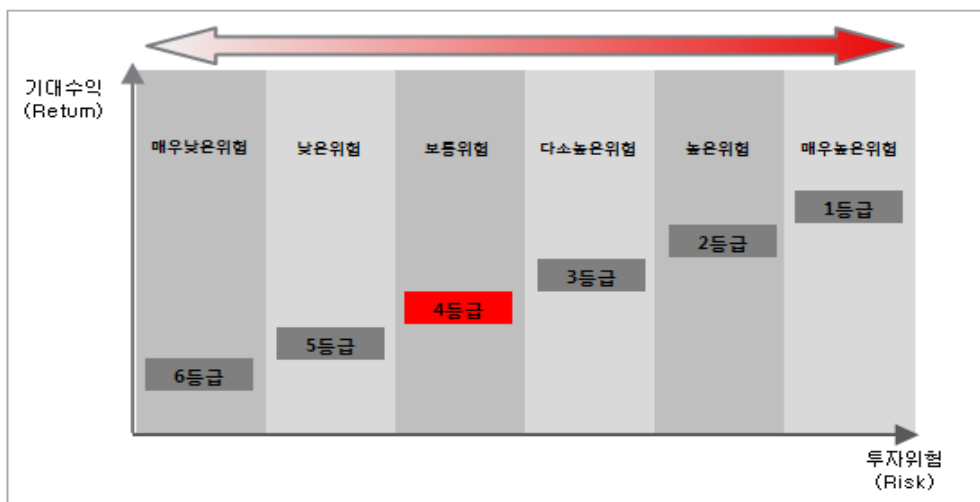 기대수익
(Return)
매우낮은위험 낮은위험 보통위험 다소높은위험 높은위험 매우높은위험
1등급
2등급
3등급
4등급
5등급
6등급
투자위험
(Risk)